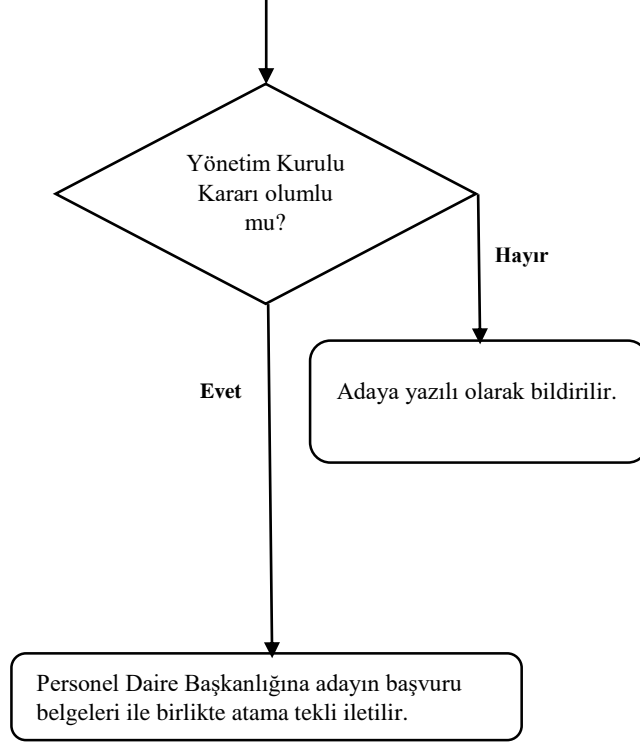 Yönetim Kurulu
Kararı olumlu
mu?
Hayır
Evet
Adaya yazılı olarak bildirilir.
Personel Daire Başkanlığına adayın başvuru
belgeleri ile birlikte atama tekli iletilir.